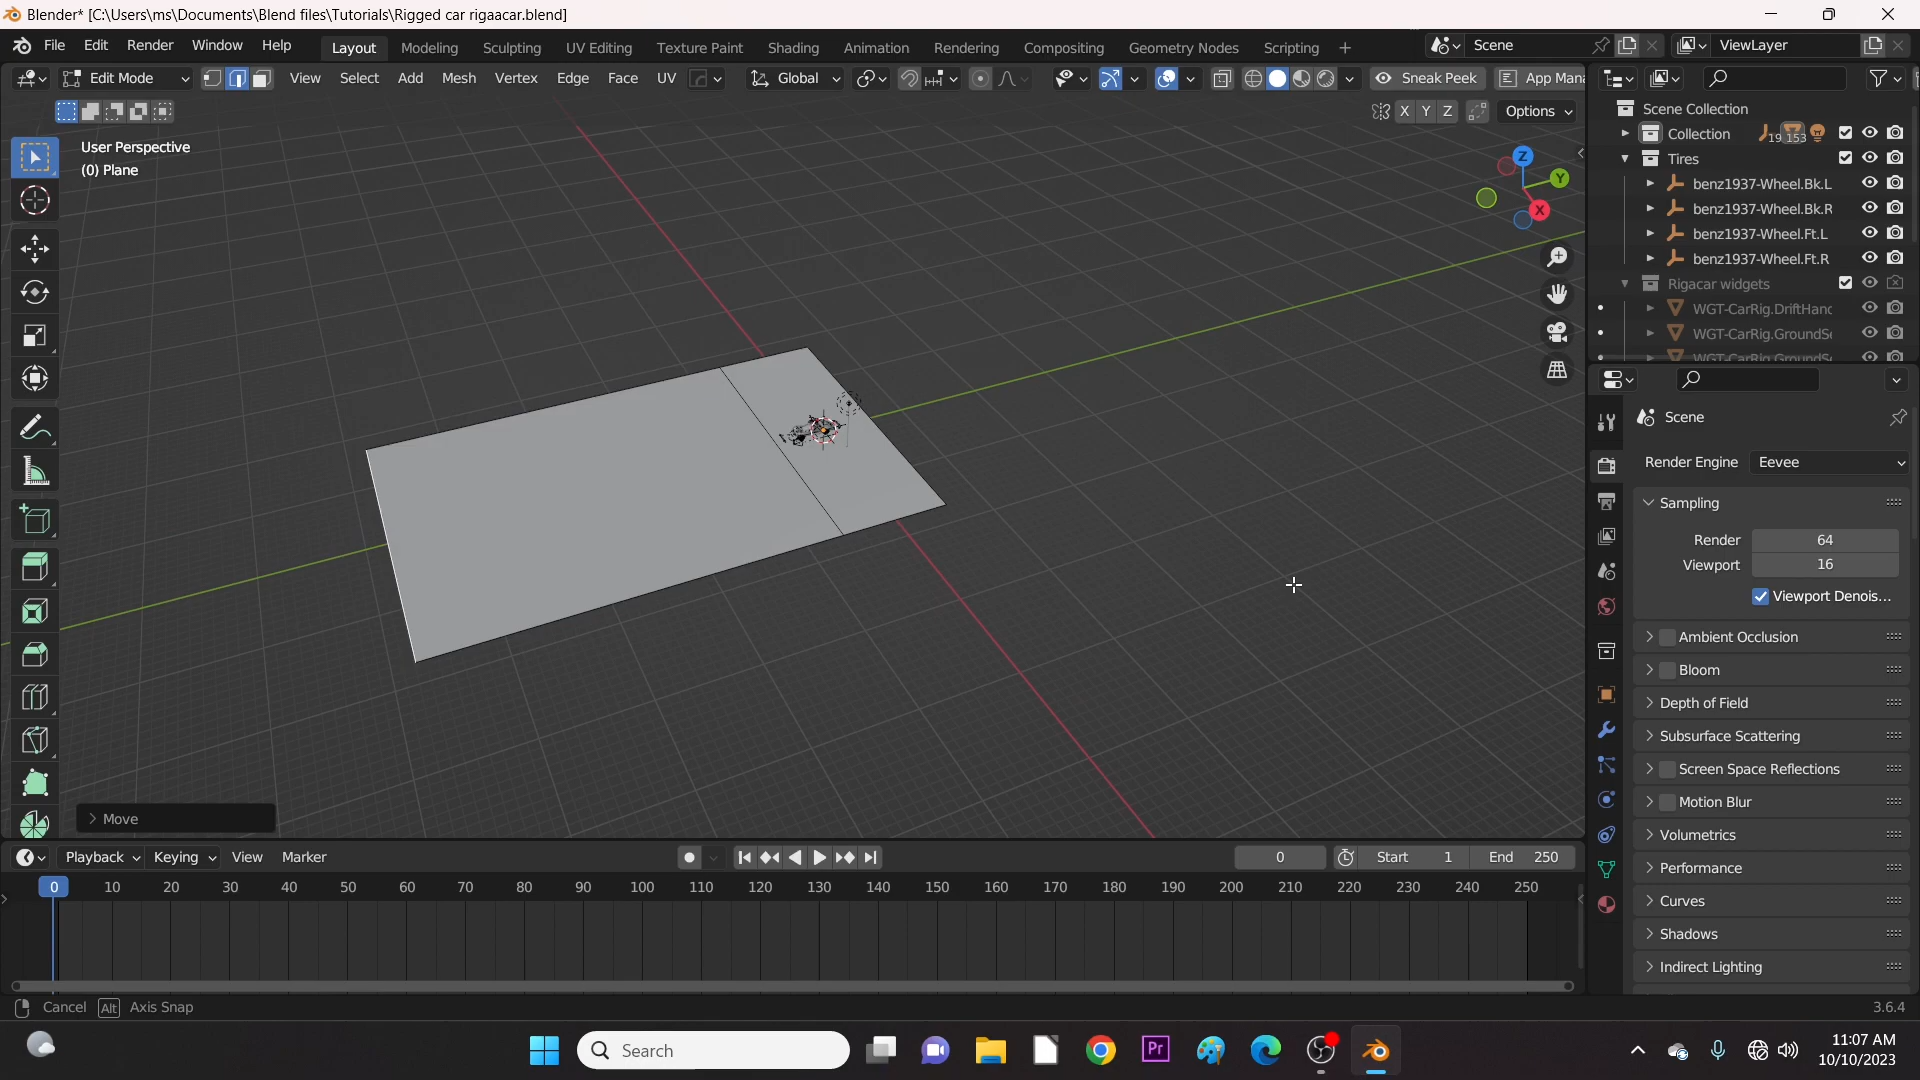 Blender* [C:\Users\ms\Documents\Blend files\Tutorials\Rigged car rigaacar.blend]
File Edit Render Window Help Layout Modeling Sculpting UV Editing Texture Paint Shading Animation Rendering Compositing Geometry Nodes Scripting + Scene ViewLayer
Edit Mode View Select Add Mesh Vertex Edge Face UV Global Sneak Peek App Mana
X Y Z Options
User Perspective
(0) Plane
Z
Y
X
Scene Collection
Collection 19 153
Tires
benz1937-Wheel.Bk.L
benz1937-Wheel.Bk.R
benz1937-Wheel.Ft.L
benz1937-Wheel.Ft.R
Rigacar widgets
WGT-CarRig.DriftHanc
WGT-CarRig.GroundSe
WGT-CarRig.GroundSe
Scene
Render Engine Eevee
Sampling
Render 64
Viewport 16
Viewport Denois...
Ambient Occlusion
Bloom
Depth of Field
Subsurface Scattering
Screen Space Reflections
Motion Blur
Volumetrics
Performance
Curves
Shadows
Indirect Lighting
> Move
Playback Keying View Marker 0 Start 1 End 250
0 10 20 30 40 50 60 70 80 90 100 110 120 130 140 150 160 170 180 190 200 210 220 230 240 250
Cancel Alt Axis Snap 3.6.4
Search Pr 11:07 AM
10/10/2023